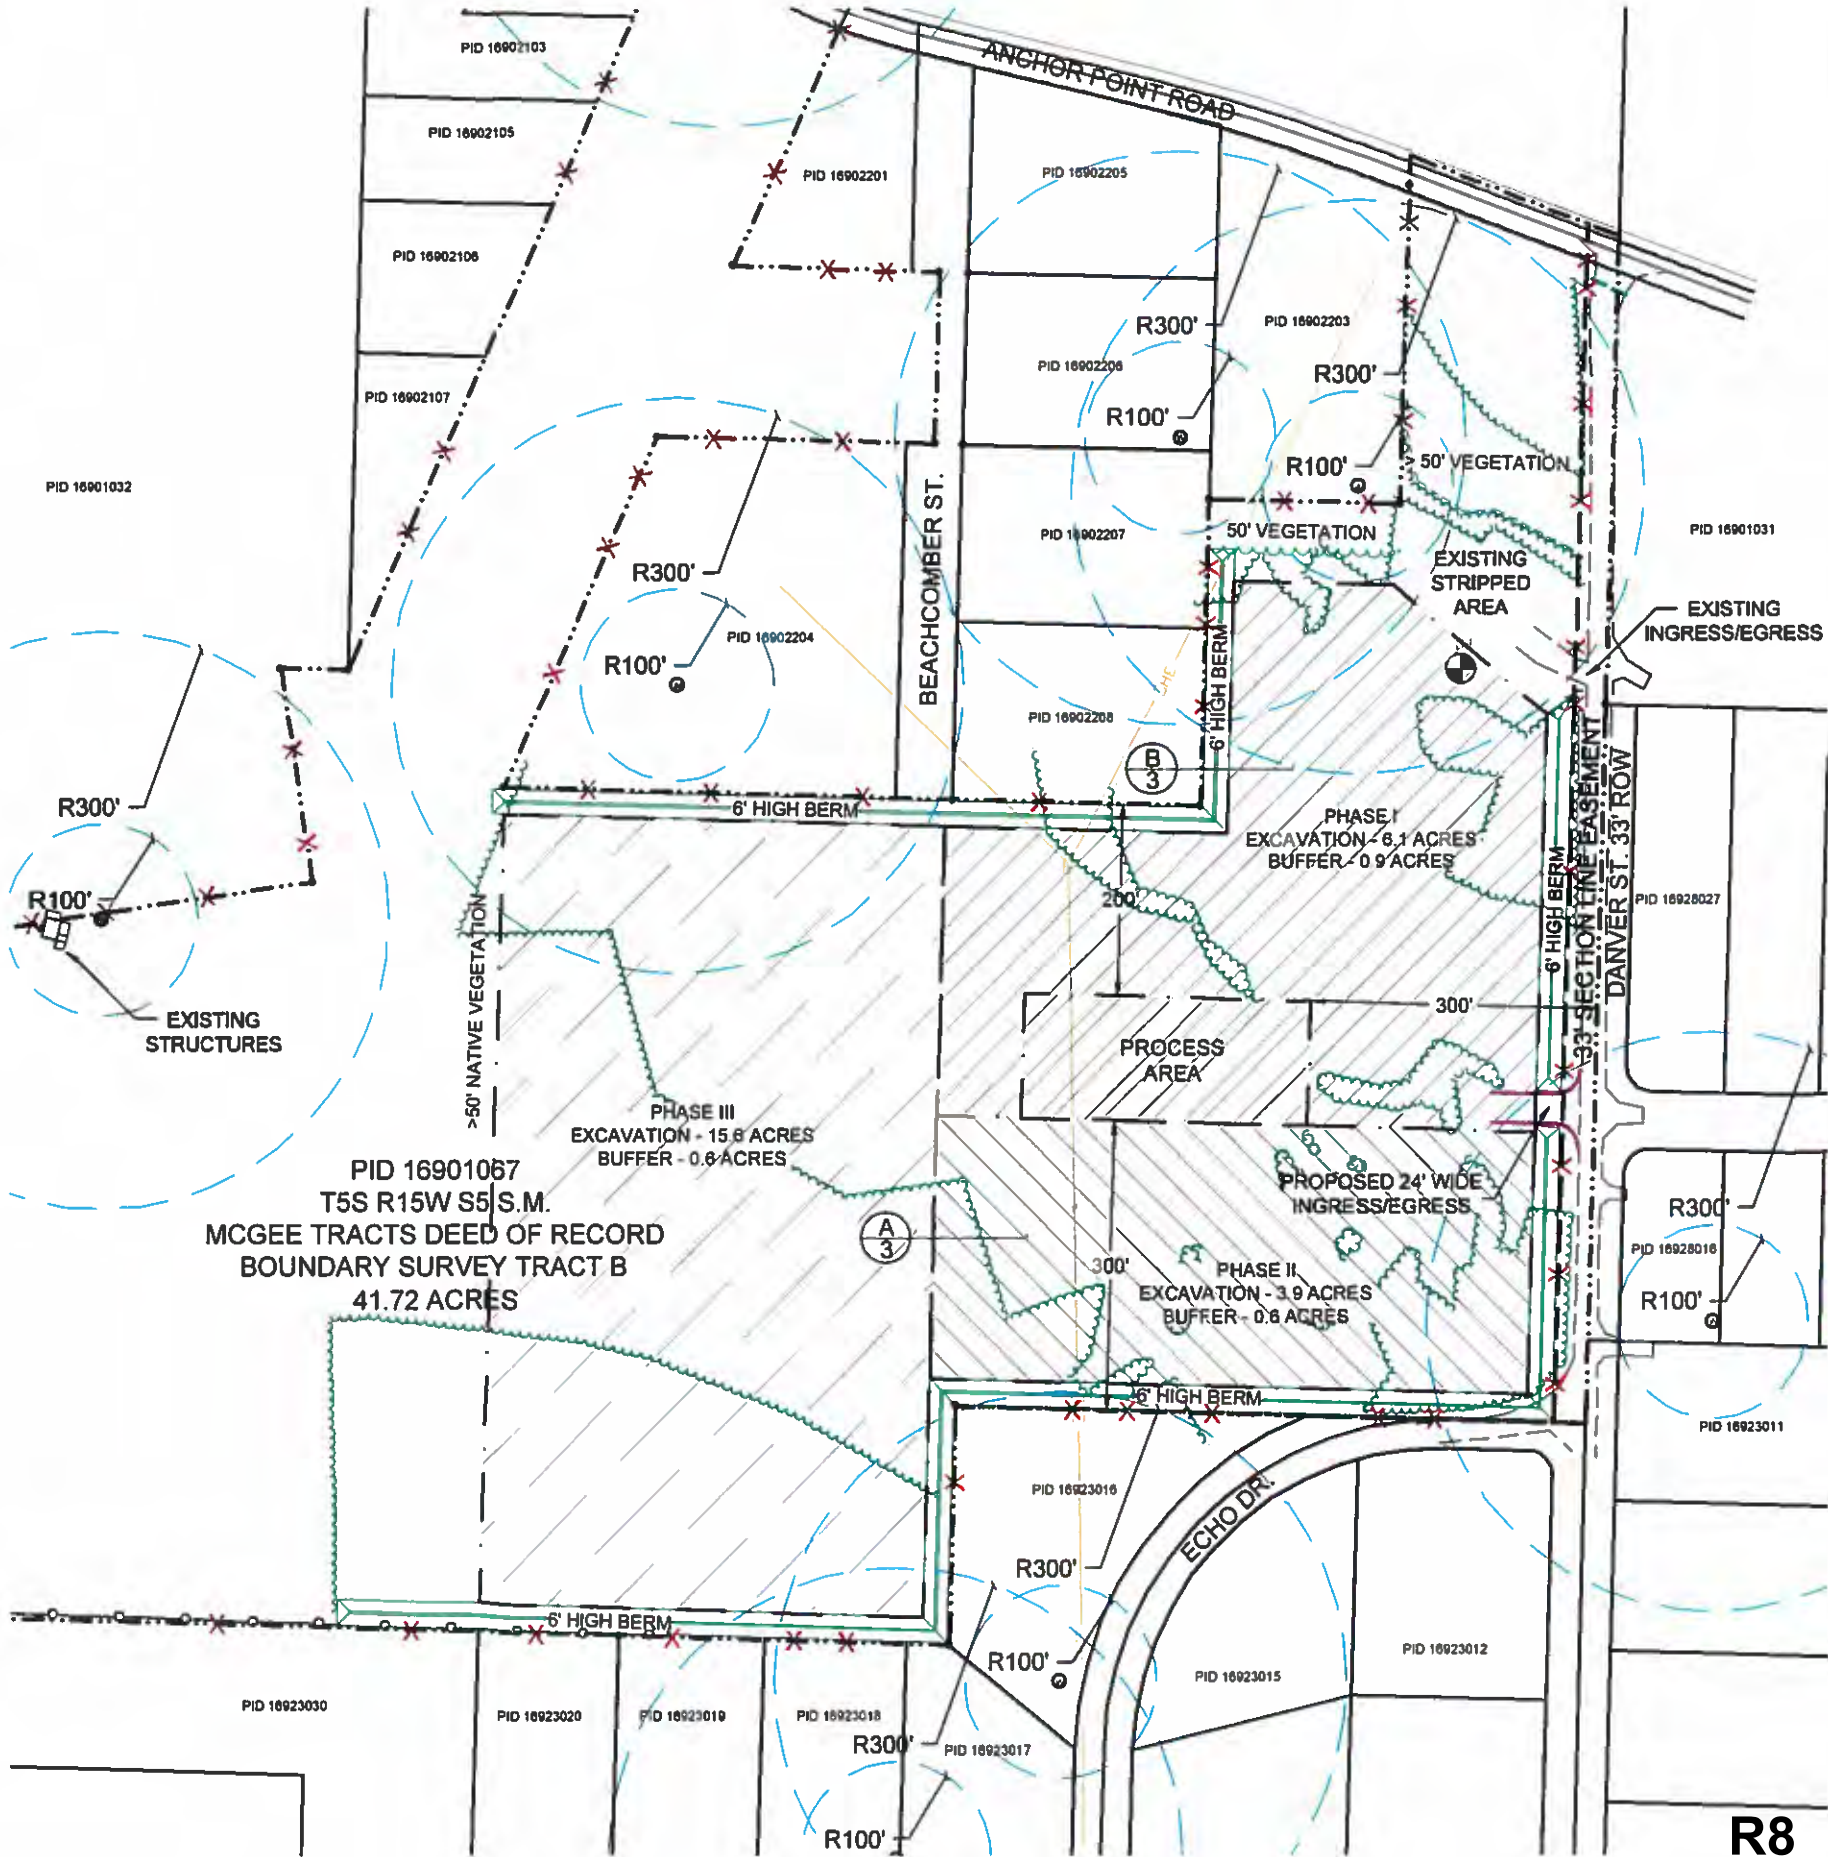 PID 16902103
ANCHOR POINT ROAD
PID 16902105
PID 16902201
PID 16902205
PID 16902106
R300'
PID 16902203
PID 16902206
R300'
PID 16902107
R100'
R100'
50' VEGETATION
PID 16901032
BEACHCOMBER ST.
PID 16902207
50' VEGETATION
PID 16901031
EXISTING
STRIPPED
AREA
R300'
EXISTING
INGRESS/EGRESS
PID 16902204
R100'
PID 16902208
6' HIGH BERM
B
3
R300'
6' HIGH BERM
PHASE I
EXCAVATION - 6.1 ACRES
BUFFER - 0.9 ACRES
33' SECTION LINE EASEMENT
DANVER ST. 33' ROW
6' HIGH BERM
R100'
200'
PID 16928027
>50' NATIVE VEGETATION
EXISTING
STRUCTURES
300'
PROCESS
AREA
PHASE III
EXCAVATION - 15.6 ACRES
BUFFER - 0.6 ACRES
PID 16901067
T5S R15W S5 S.M.
MCGEE TRACTS DEED OF RECORD
BOUNDARY SURVEY TRACT B
41.72 ACRES
PROPOSED 24' WIDE
INGRESS/EGRESS
R300'
A
3
PID 16928016
300'
PHASE II
EXCAVATION - 3.9 ACRES
BUFFER - 0.6 ACRES
R100'
6' HIGH BERM
PID 16923011
PID 16923016
ECHO DR.
R300'
6' HIGH BERM
R100'
PID 16923012
PID 16923015
PID 16923030
PID 16923020
PID 16923019
PID 16923018
R300'
PID 16923017
R100'
R8